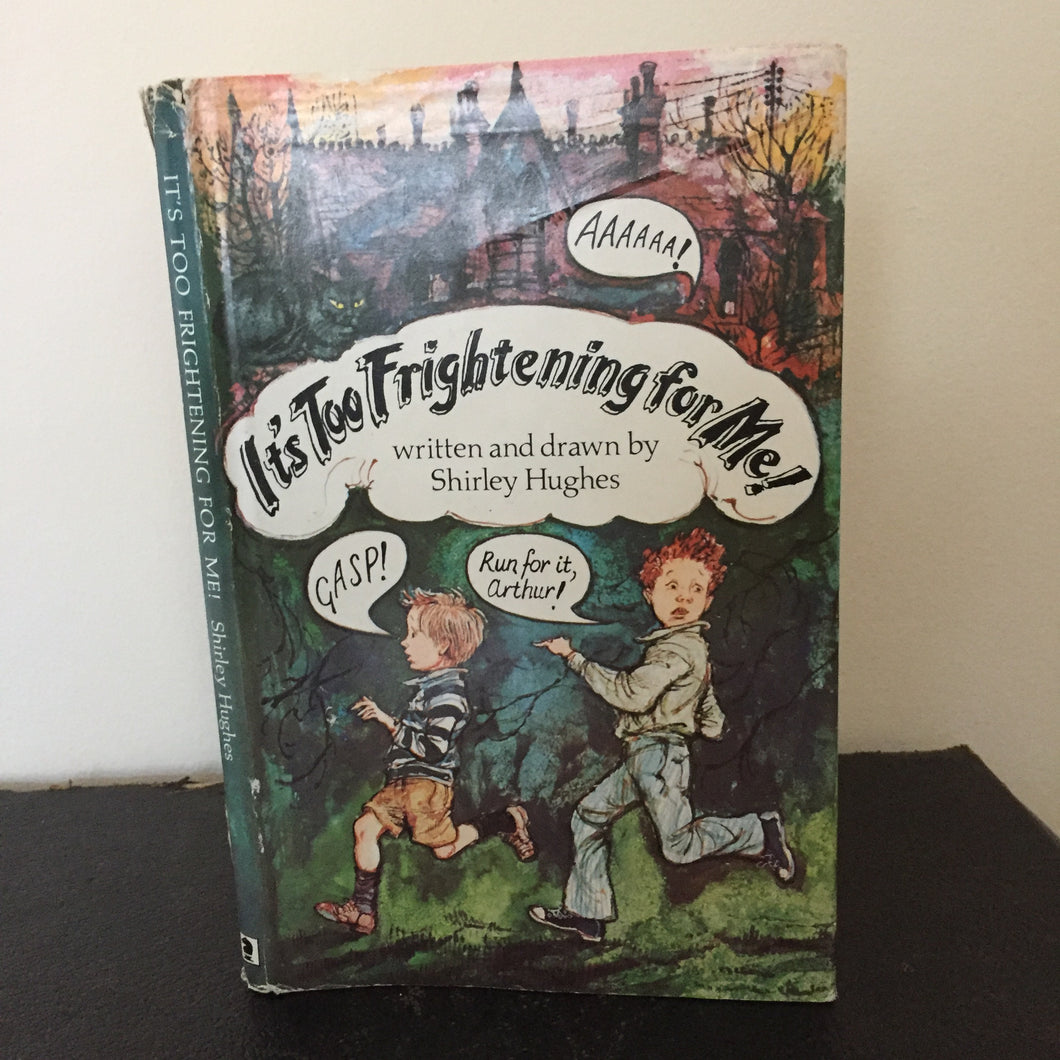 IT'S TOO FRIGHTENING FOR ME! Shirley Hughes
AAAAAA!
It's Too Frightening for Me!
written and drawn by
Shirley Hughes
GASP!
Run for it,
Arthur!